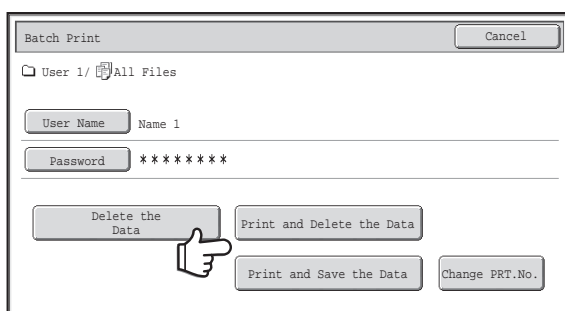 Batch Print
Cancel
User 1/ All Files
User Name
Name 1
Password
********
Delete the
Data
Print and Delete the Data
Print and Save the Data
Change PRT.No.